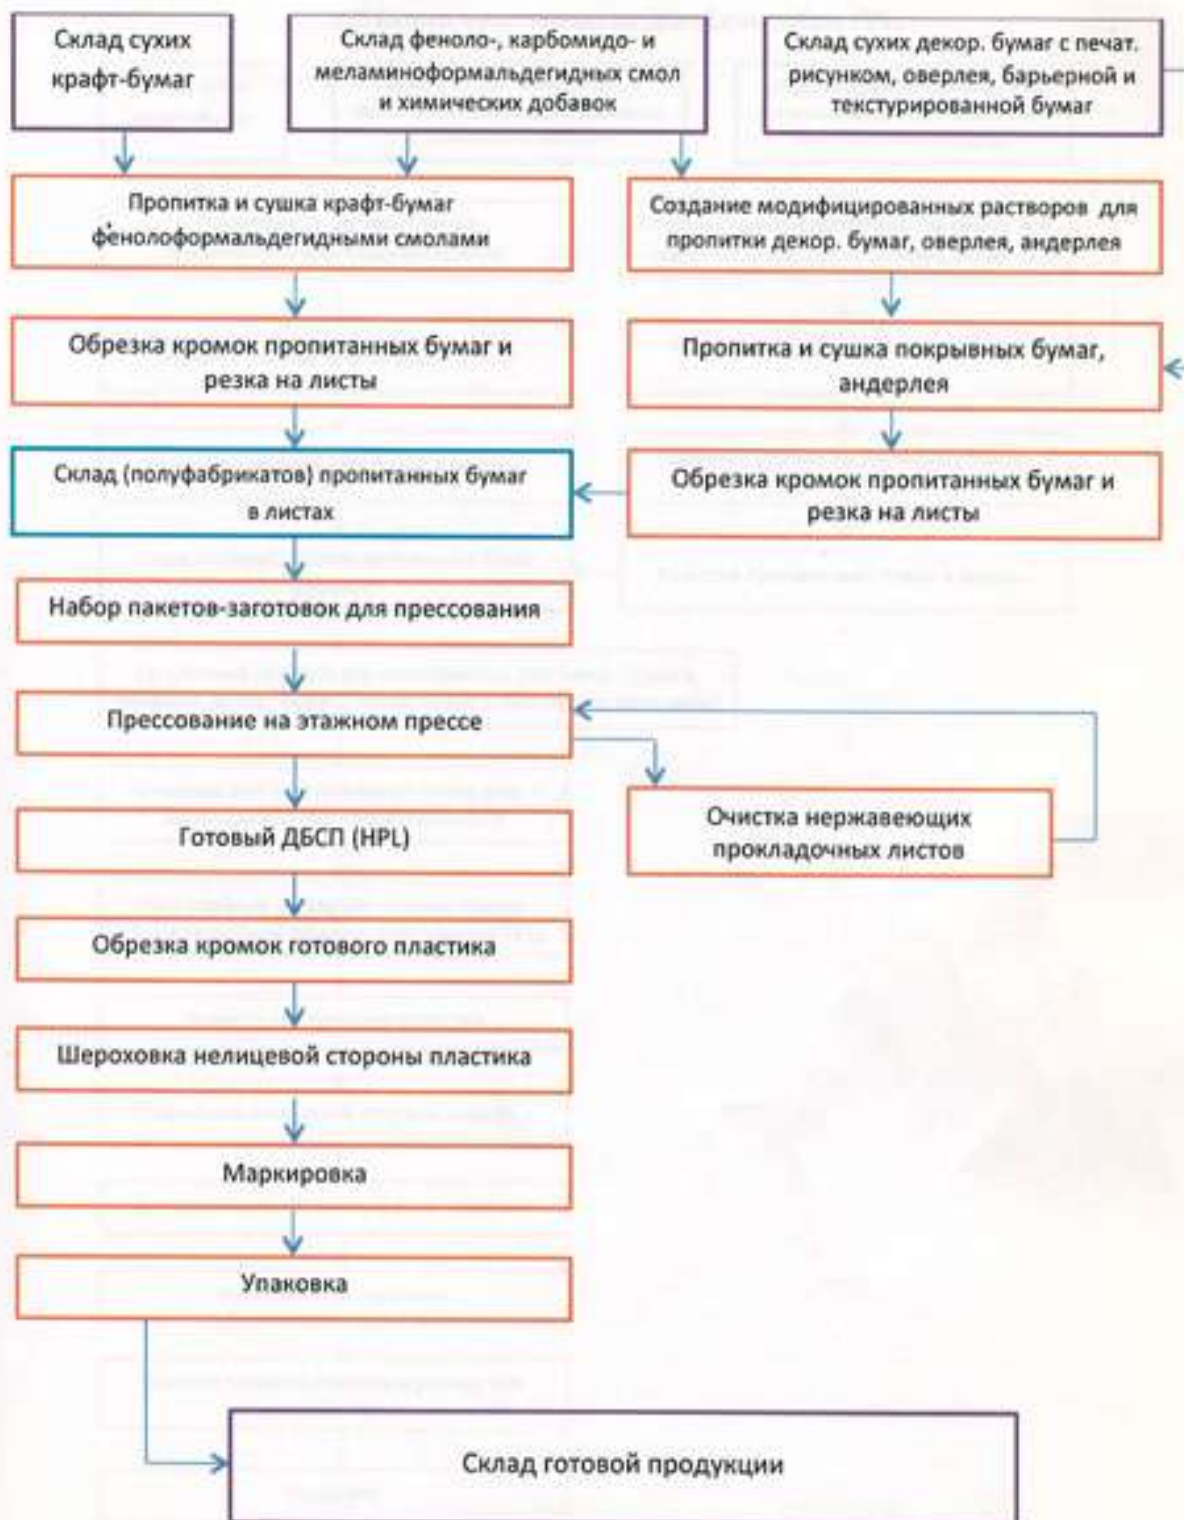 Склад сухих
крафт-бумаг
Склад феноло-, карбомидо- и
меламиноформальдегидных смол
и химических добавок
Склад сухих декор. бумаг с печат.
рисунком, оверлея, барьерной и
текстурированной бумаг
Пропитка и сушка крафт-бумаг
фенолоформальдегидными смолами
Создание модифицированных растворов для
пропитки декор. бумаг, оверлея, андерлея
Обрезка кромок пропитанных бумаг и
резка на листы
Пропитка и сушка покрывных бумаг,
андерлея
Склад (полуфабрикатов) пропитанных бумаг
в листах
Обрезка кромок пропитанных бумаг и
резка на листы
Набор пакетов-заготовок для прессования
Прессование на этажном прессе
Очистка нержавеющих
прокладочных листов
Готовый ДБСП (HPL)
Обрезка кромок готового пластика
Шероховка нелицевой стороны пластика
Маркировка
Упаковка
Склад готовой продукции